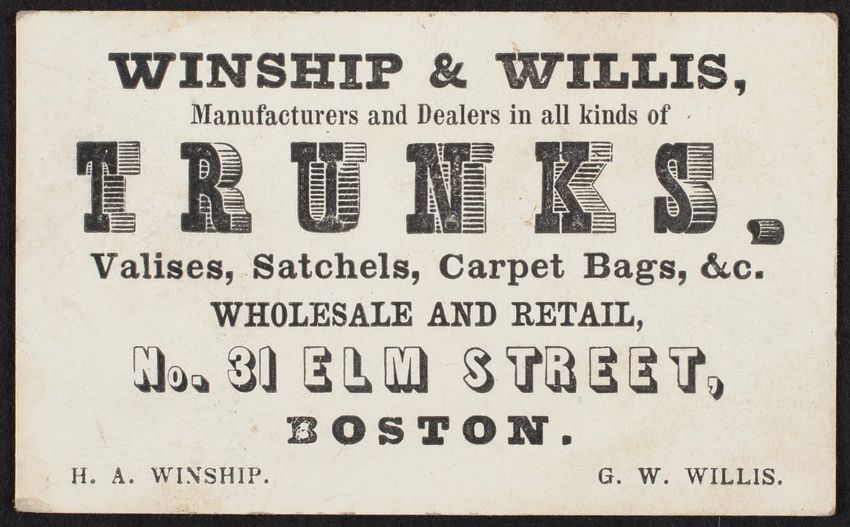 WINSHIP & WILLIS,
Manufacturers and Dealers in all kinds of
TRUNKS,
Valises, Satchels, Carpet Bags, &c.
WHOLESALE AND RETAIL,
No. 31 ELM STREET,
BOSTON.
H. A. WINSHIP. G. W. WILLIS.